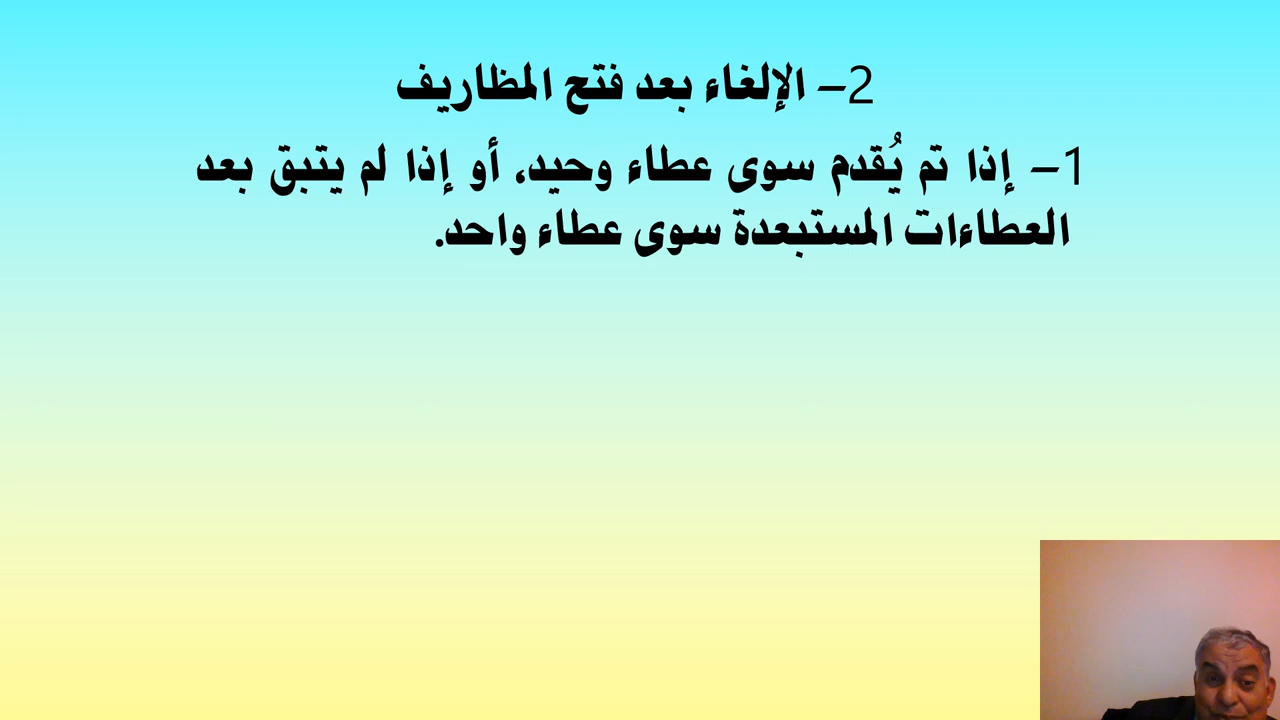 2– الإلغاء بعد فتح المظاريف
1– إذا تم يُقدم سوى عطاء وحيد، أو إذا لم يتبق بعد
العطاءات المستبعدة سوى عطاء واحد.